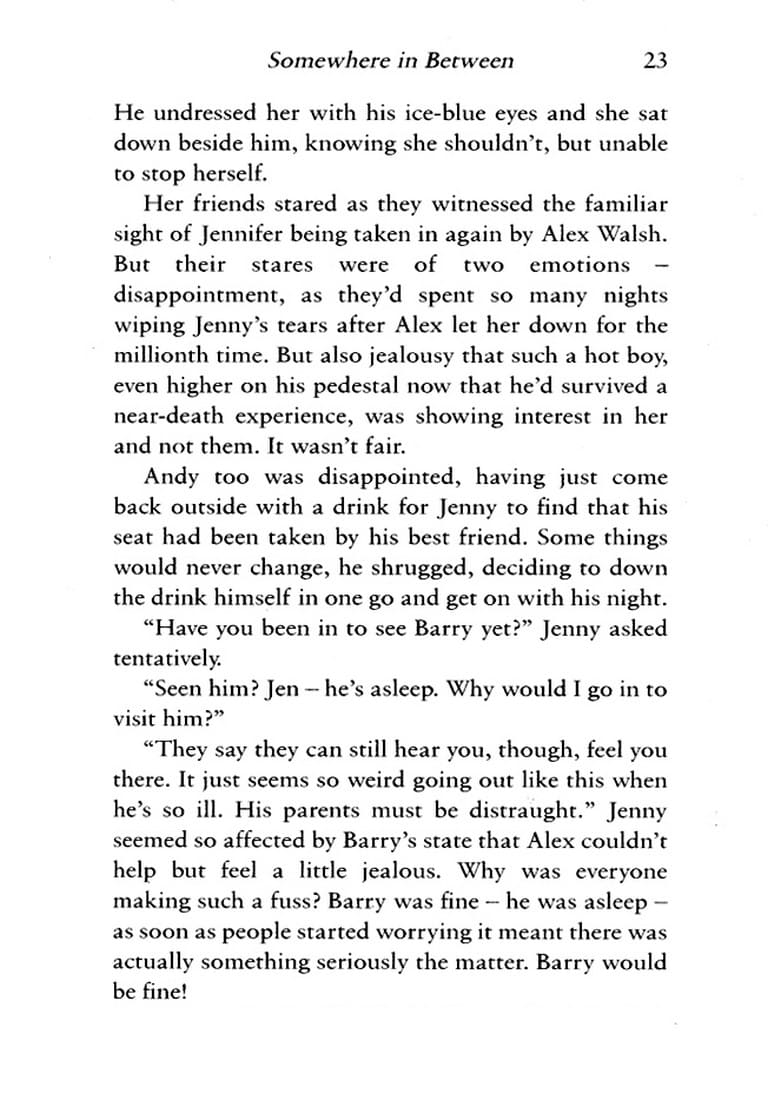 Somewhere in Between 23
He undressed her with his ice-blue eyes and she sat
down beside him, knowing she shouldn’t, but unable
to stop herself.
Her friends stared as they witnessed the familiar
sight of Jennifer being taken in again by Alex Walsh.
But their stares were of two emotions –
disappointment, as they’d spent so many nights
wiping Jenny’s tears after Alex let her down for the
millionth time. But also jealousy that such a hot boy,
even higher on his pedestal now that he’d survived a
near-death experience, was showing interest in her
and not them. It wasn’t fair.
Andy too was disappointed, having just come
back outside with a drink for Jenny to find that his
seat had been taken by his best friend. Some things
would never change, he shrugged, deciding to down
the drink himself in one go and get on with his night.
“Have you been in to see Barry yet?” Jenny asked
tentatively.
“Seen him? Jen – he’s asleep. Why would I go in to
visit him?”
“They say they can still hear you, though, feel you
there. It just seems so weird going out like this when
he’s so ill. His parents must be distraught.” Jenny
seemed so affected by Barry’s state that Alex couldn’t
help but feel a little jealous. Why was everyone
making such a fuss? Barry was fine – he was asleep –
as soon as people started worrying it meant there was
actually something seriously the matter. Barry would
be fine!